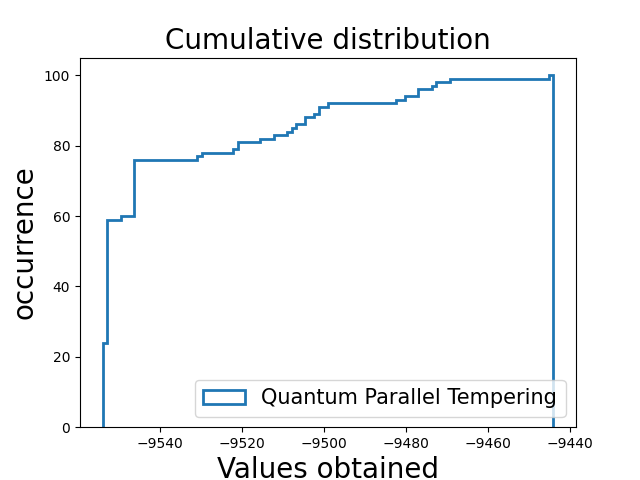 Cumulative distribution
100
80
60
40
20
0
occurrence
Quantum Parallel Tempering
−9540 −9520 −9500 −9480 −9460 −9440
Values obtained